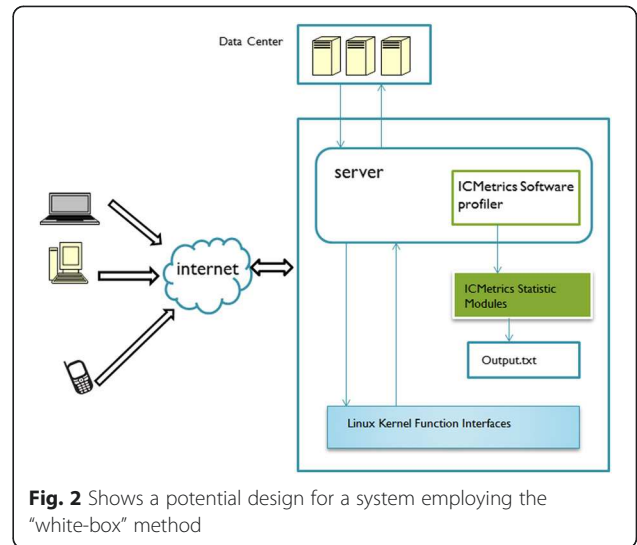 Data Center
server
ICMetrics Software
profiler
internet
ICMetrics Statistic
Modules
Output.txt
Linux Kernel Function Interfaces
Fig. 2 Shows a potential design for a system employing the
“white-box” method